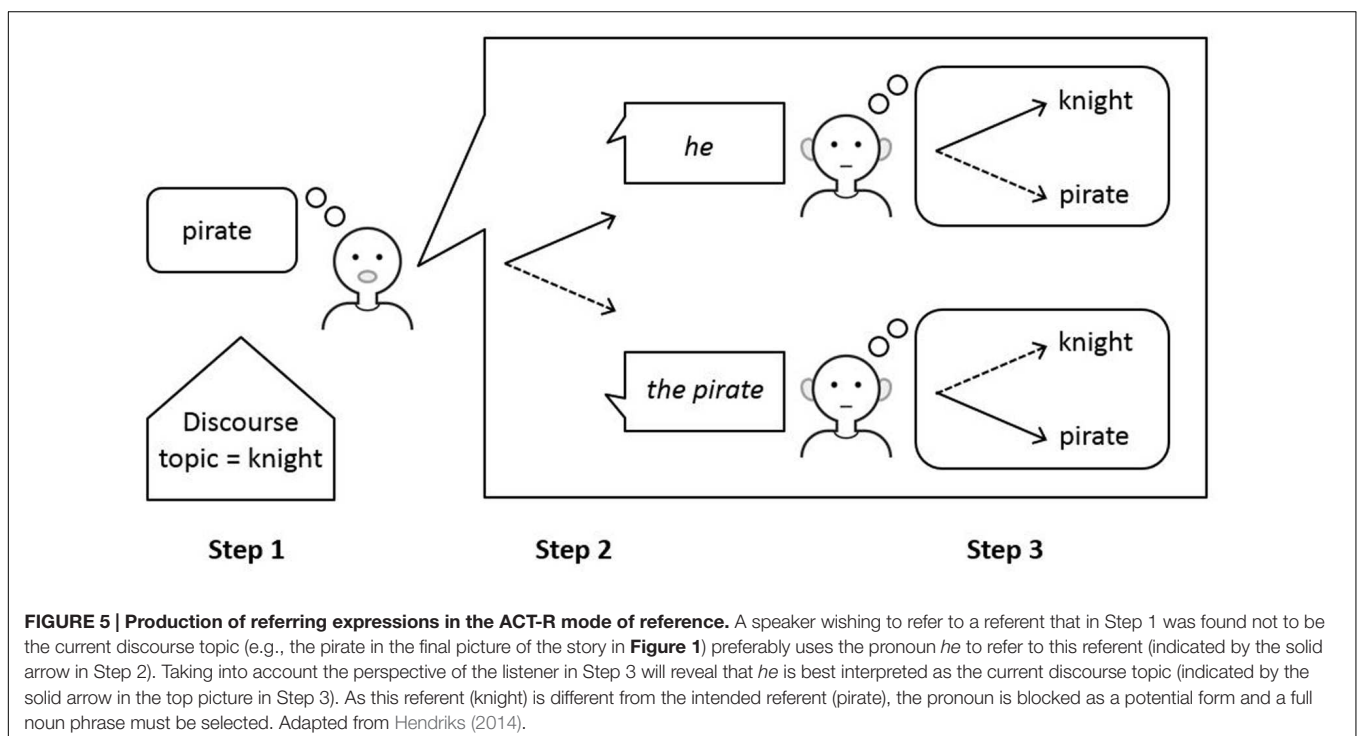 pirate
Discourse
topic = knight
he
knight
pirate
the pirate
knight
pirate
Step 1
Step 2
Step 3
FIGURE 5 | Production of referring expressions in the ACT-R mode of reference. A speaker wishing to refer to a referent that in Step 1 was found not to be
the current discourse topic (e.g., the pirate in the final picture of the story in Figure 1) preferably uses the pronoun he to refer to this referent (indicated by the solid
arrow in Step 2). Taking into account the perspective of the listener in Step 3 will reveal that he is best interpreted as the current discourse topic (indicated by the
solid arrow in the top picture in Step 3). As this referent (knight) is different from the intended referent (pirate), the pronoun is blocked as a potential form and a full
noun phrase must be selected. Adapted from Hendriks (2014).